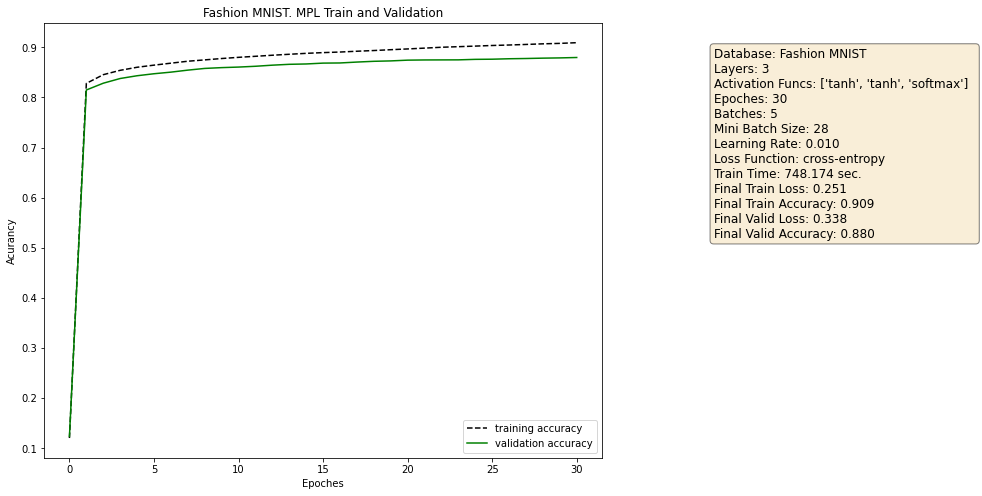 Fashion MNIST. MPL Train and Validation
0.9
0.8
0.7
0.6
0.5
0.4
0.3
0.2
0.1
Acurancy
0 5 10 15 20 25 30
Epoches
training accuracy
validation accuracy
Database: Fashion MNIST
Layers: 3
Activation Funcs: ['tanh', 'tanh', 'softmax']
Epoches: 30
Batches: 5
Mini Batch Size: 28
Learning Rate: 0.010
Loss Function: cross-entropy
Train Time: 748.174 sec.
Final Train Loss: 0.251
Final Train Accuracy: 0.909
Final Valid Loss: 0.338
Final Valid Accuracy: 0.880